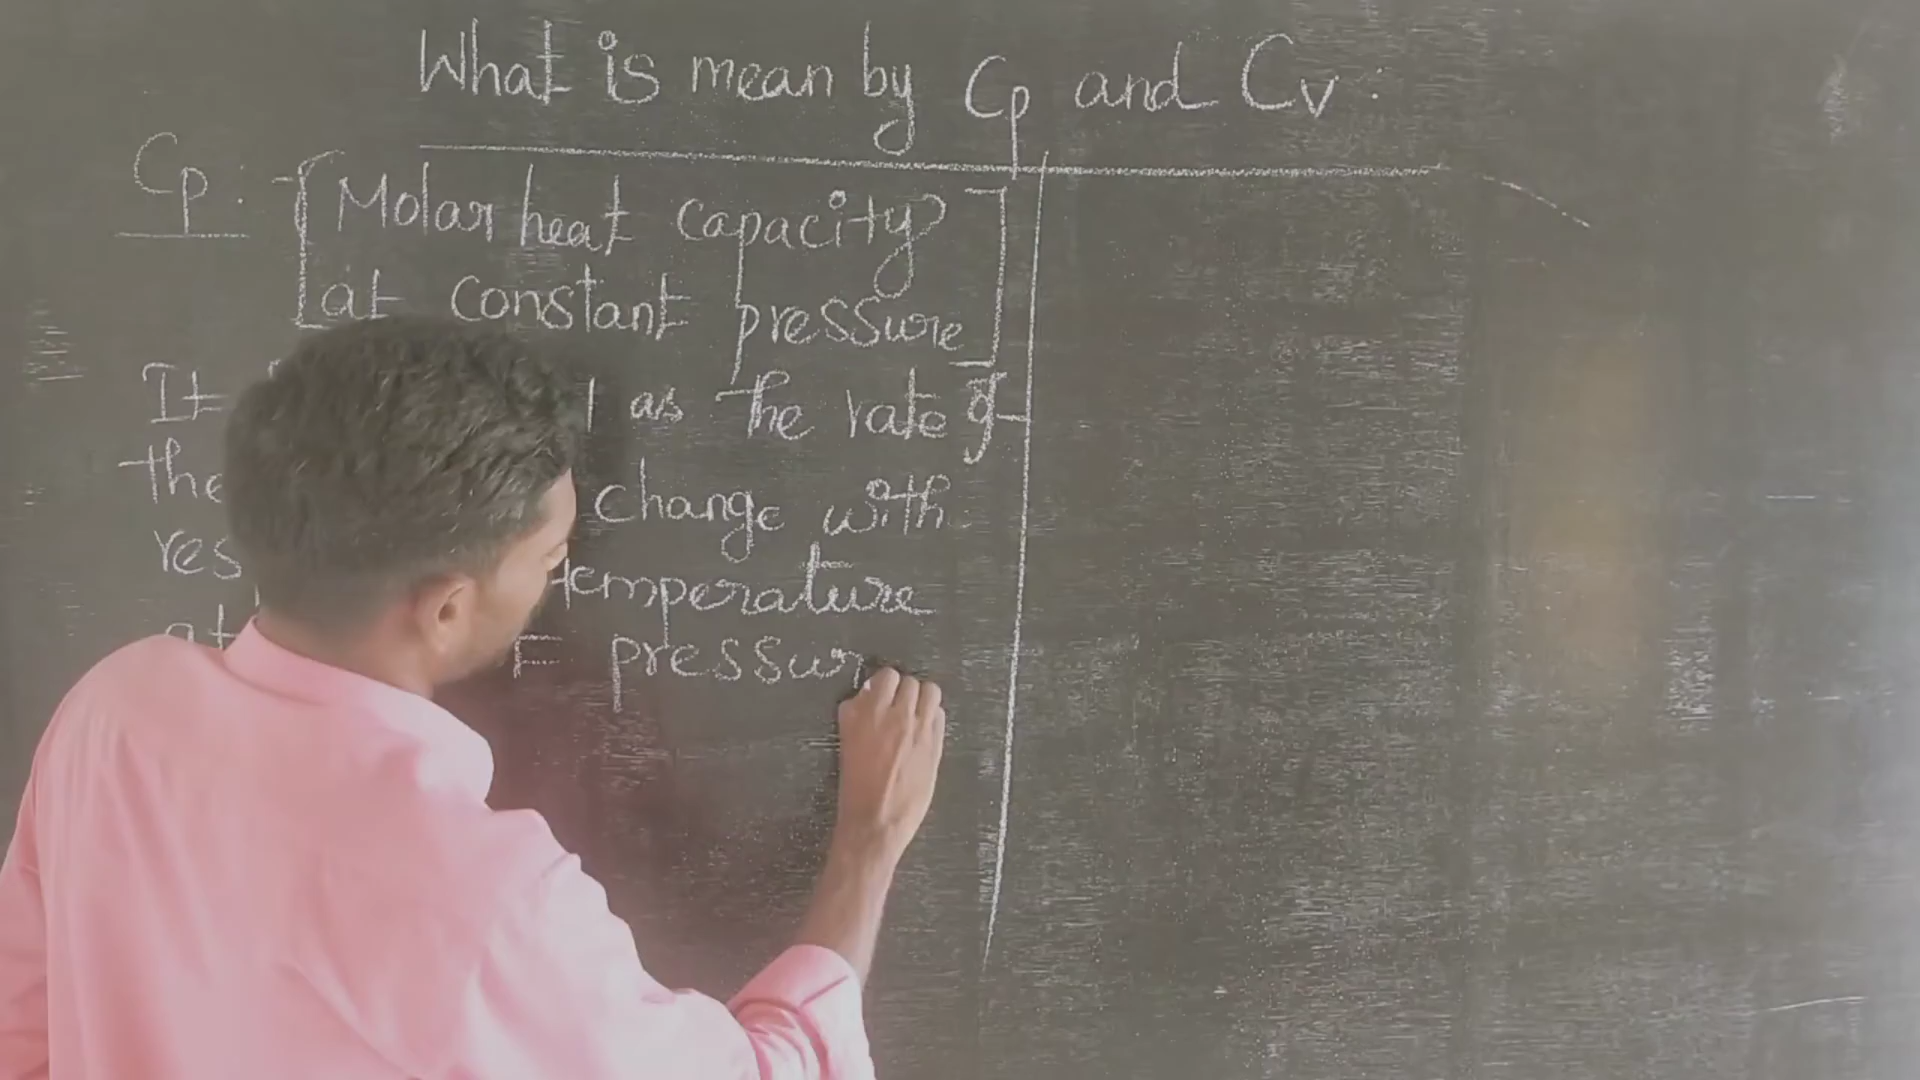 What is mean by Cp and Cv:
Cp: [Molar heat capacity
at constant pressure]
It as the rate of
the change with
res temperature
at pressur